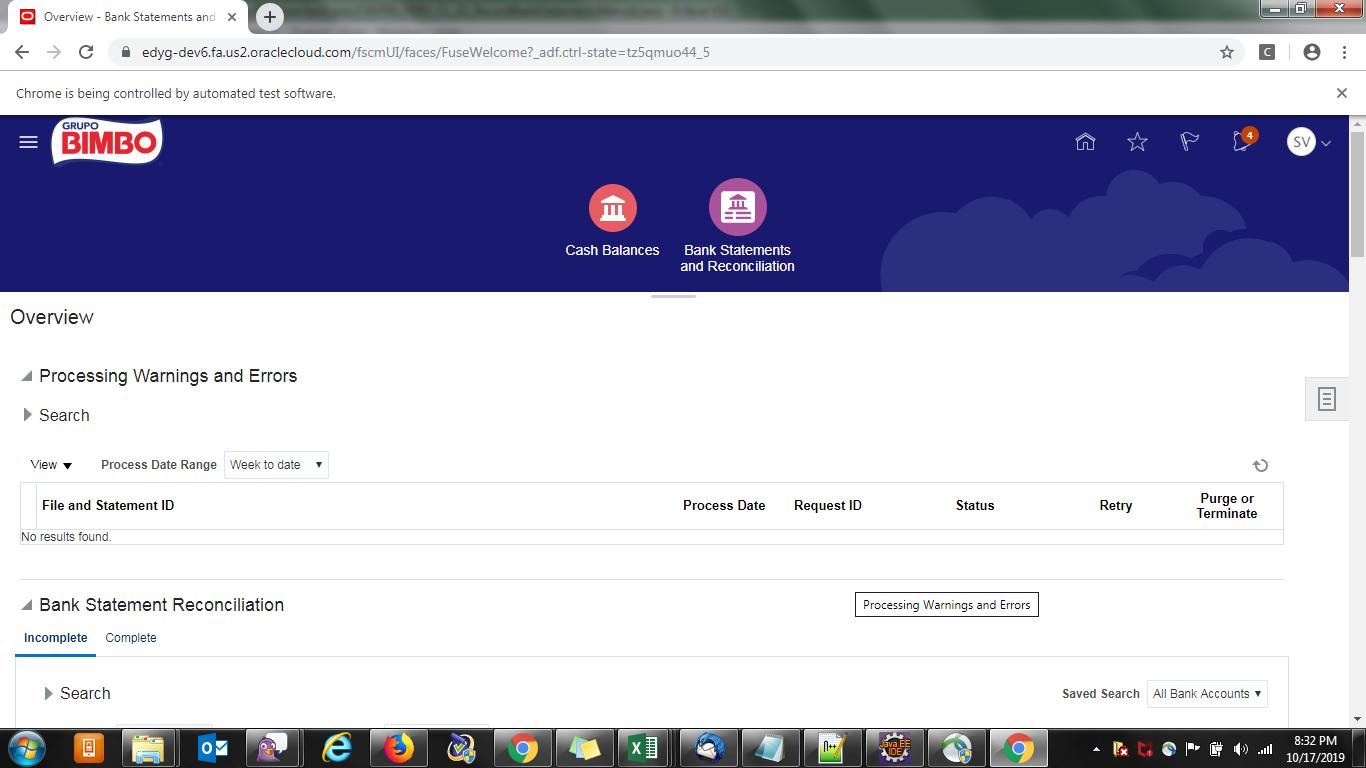 Overview - Bank Statements and
edyg-dev6.fa.us2.oraclecloud.com/fscmUI/faces/FuseWelcome?_adf.ctrl-state=tz5qmuo44_5
C
Chrome is being controlled by automated test software.
GRUPO
BIMBO
4
SV
Cash Balances
Bank Statements
and Reconciliation
Overview
Processing Warnings and Errors
Search
View
Process Date Range
Week to date
File and Statement ID
Process Date
Request ID
Status
Retry
Purge or
Terminate
No results found.
Bank Statement Reconciliation
Processing Warnings and Errors
Incomplete
Complete
Search
Saved Search
All Bank Accounts
Java EE
IDE
8:32 PM
10/17/2019